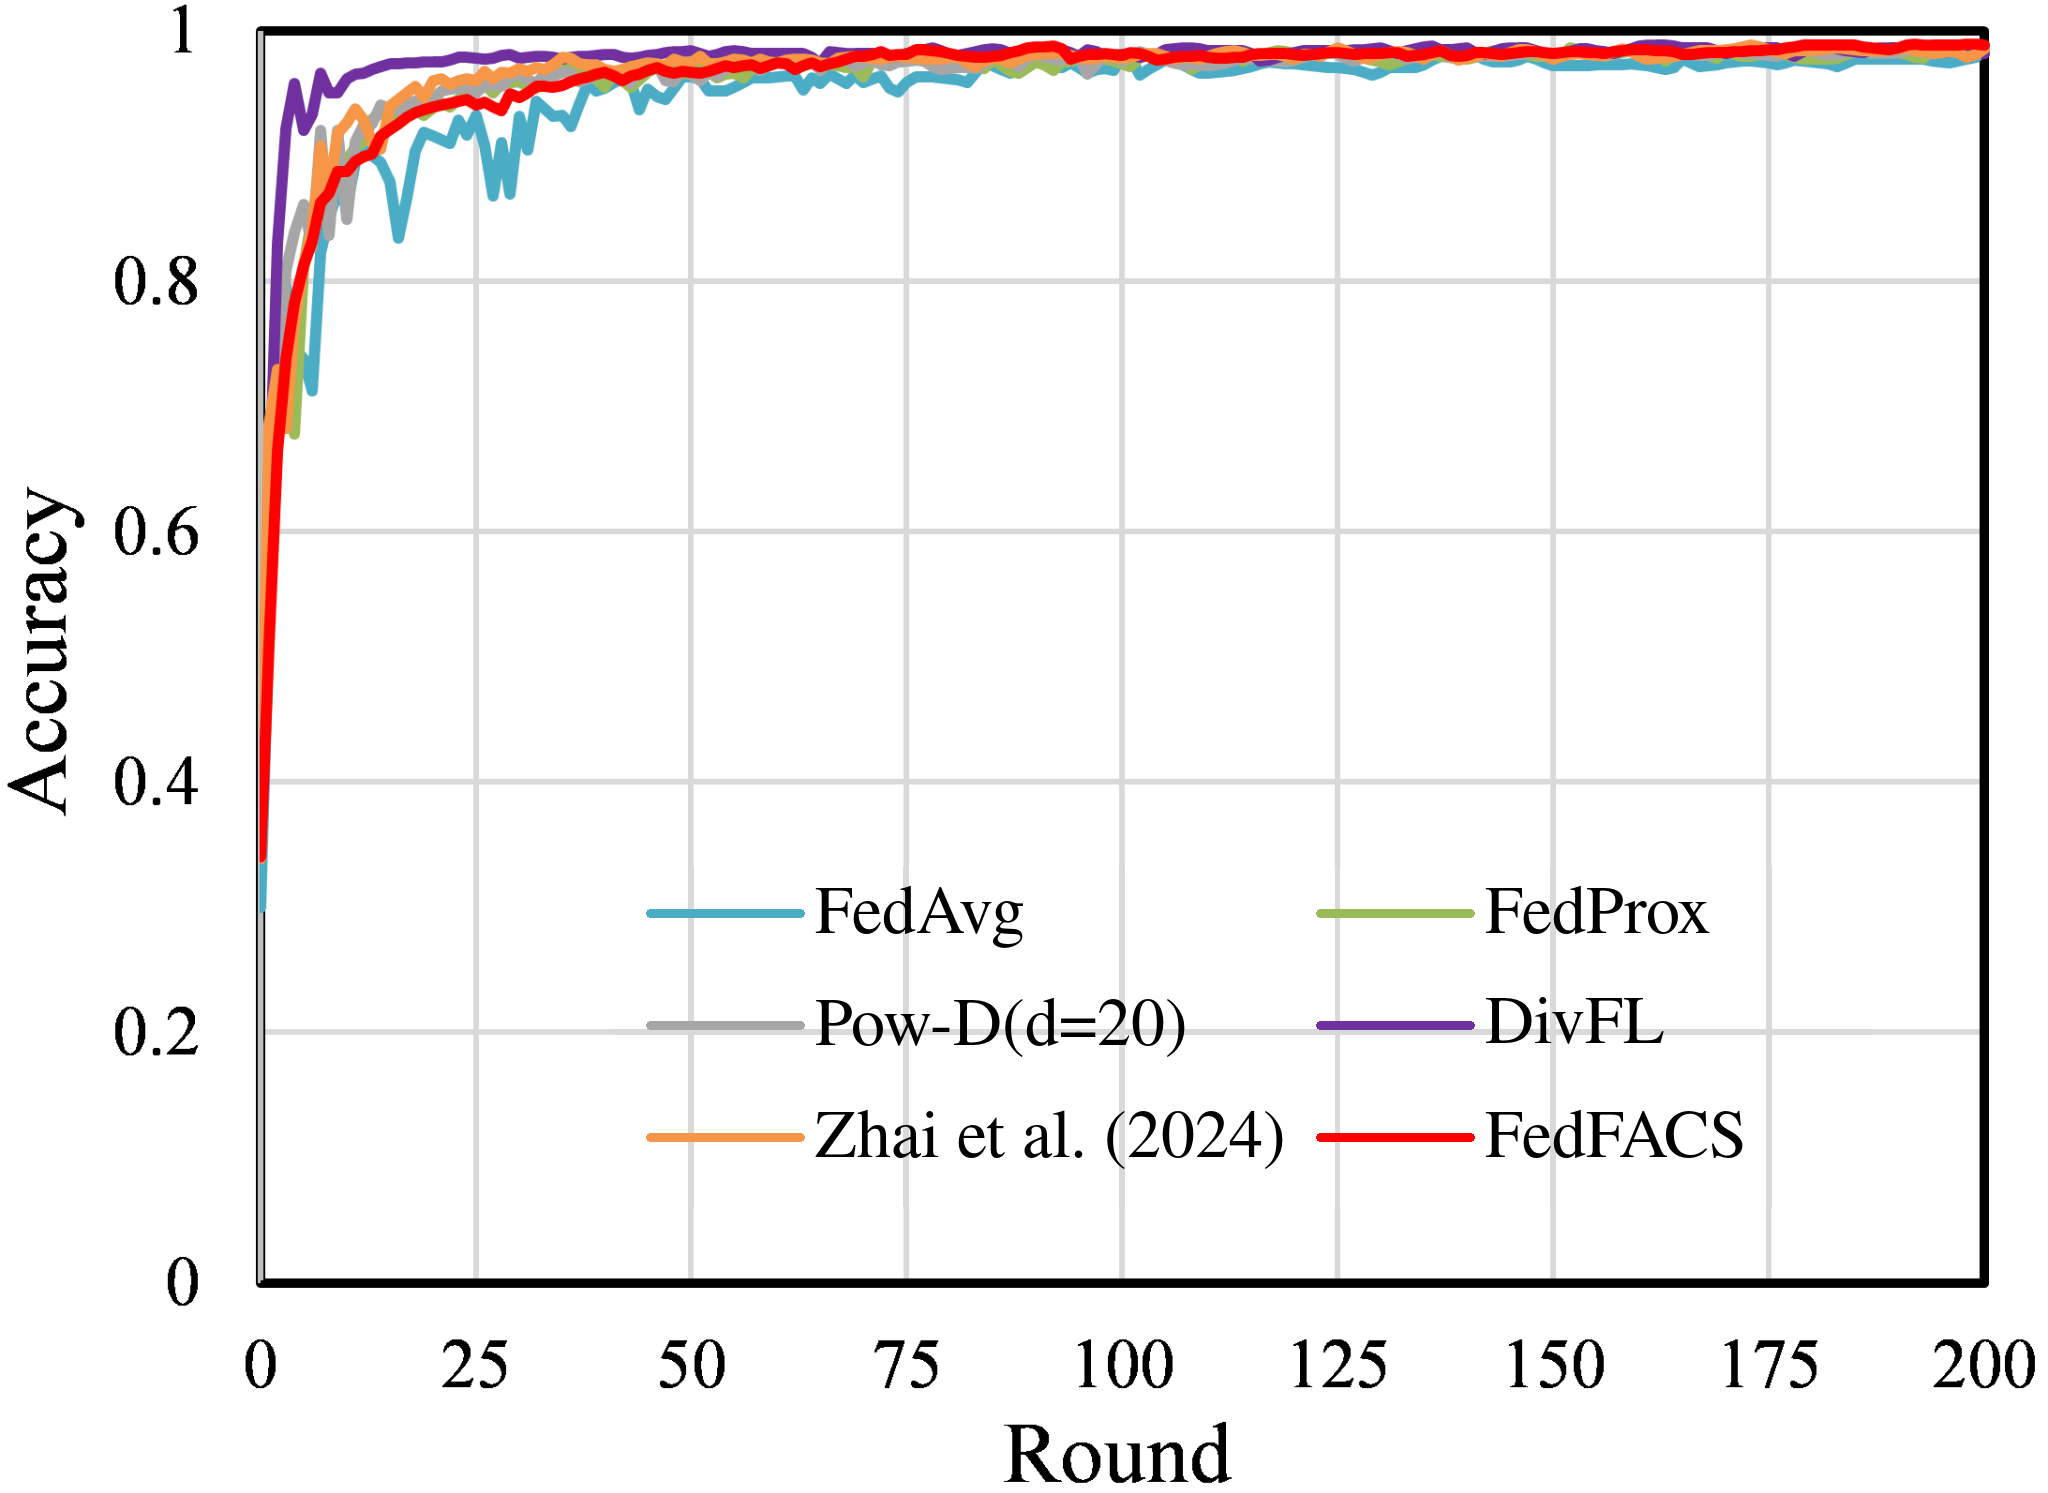 1
0.8
0.6
0.4
0.2
0
Accuracy
FedAvg
FedProx
Pow-D(d=20)
DivFL
Zhai et al. (2024)
FedFACS
0 25 50 75 100 125 150 175 200
Round